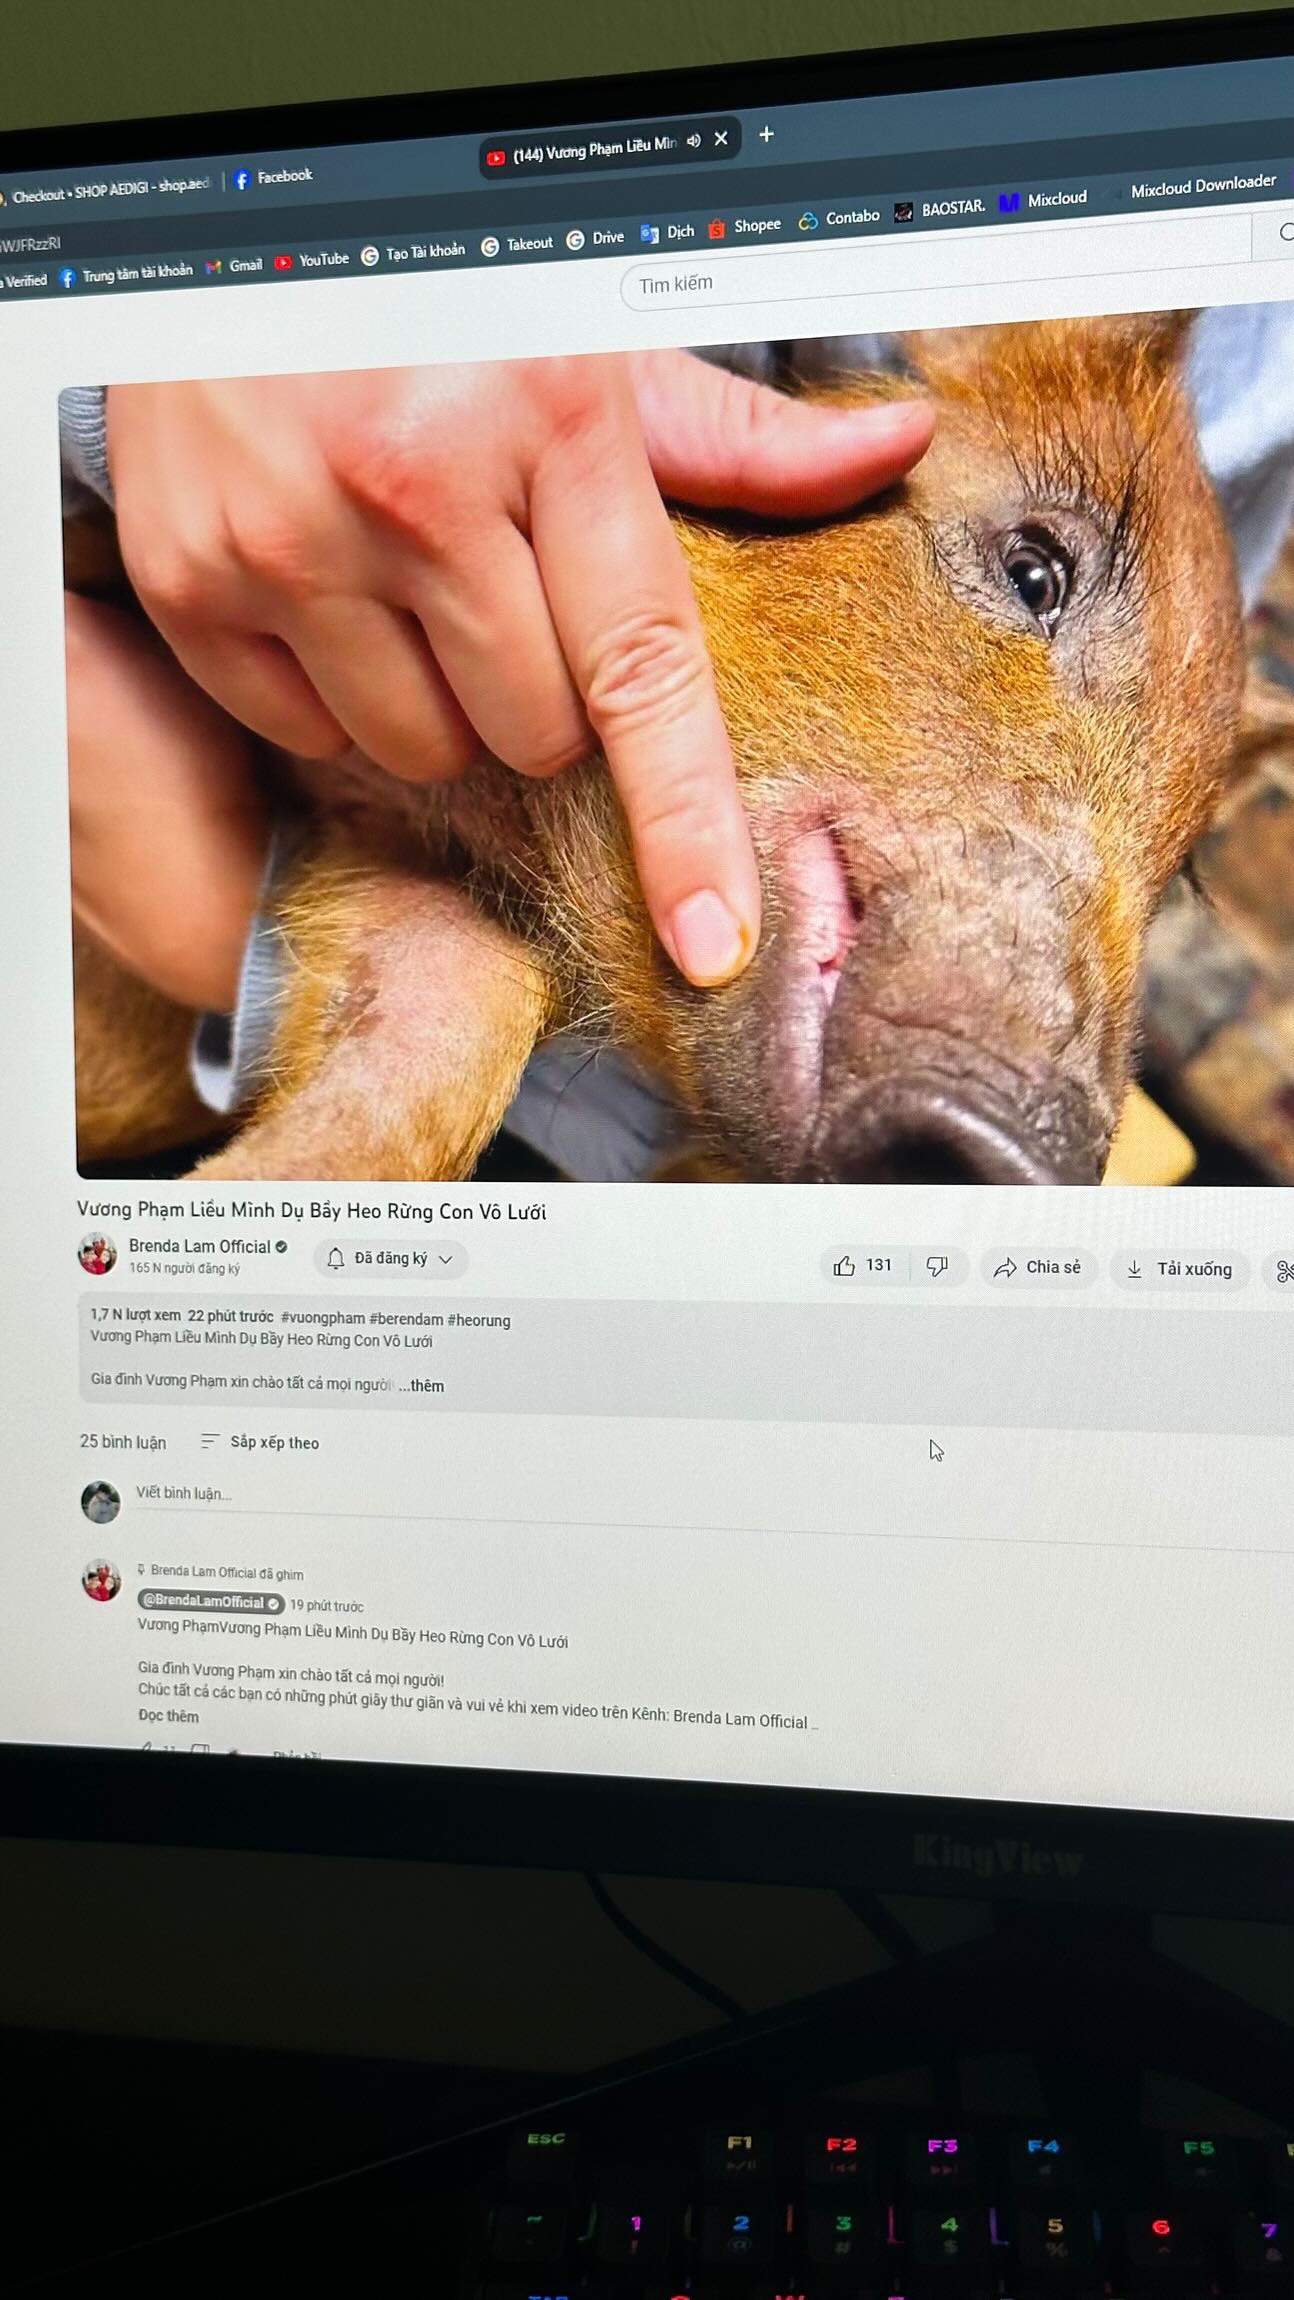 Checkout • SHOP AEDIGI - shop.aed
Facebook
(144) Vương Phạm Liều Mìn
WJFRzzRI
Verified
Trung tâm tài khoản
Gmail
YouTube
Tạo Tài khoản
Takeout
Drive
Dịch
Shopee
Contabo
BAOSTAR.
Mixcloud
Mixcloud Downloader
Tìm kiếm
Vương Phạm Liều Mình Dụ Bầy Heo Rừng Con Vô Lưới
Brenda Lam Official
165 N người đăng ký
Đã đăng ký
131
Chia sẻ
Tải xuống
1,7 N lượt xem 22 phút trước #vuongpham #berendam #heorung
Vương Phạm Liều Mình Dụ Bầy Heo Rừng Con Vô Lưới
Gia đình Vương Phạm xin chào tất cả mọi người ...thêm
25 bình luận
Sắp xếp theo
Viết bình luận...
Brenda Lam Official đã ghim
@BrendaLamOfficial 19 phút trước
Vương PhạmVương Phạm Liều Mình Dụ Bầy Heo Rừng Con Vô Lưới
Gia đình Vương Phạm xin chào tất cả mọi người!
Chúc tất cả các bạn có những phút giây thư giãn và vui vẻ khi xem video trên Kênh: Brenda Lam Official ...
Đọc thêm
KingView
ESC F1 F2 F3 F4 F5
~ 1 2 3 4 5 6 7
! @ # $ % ^ &